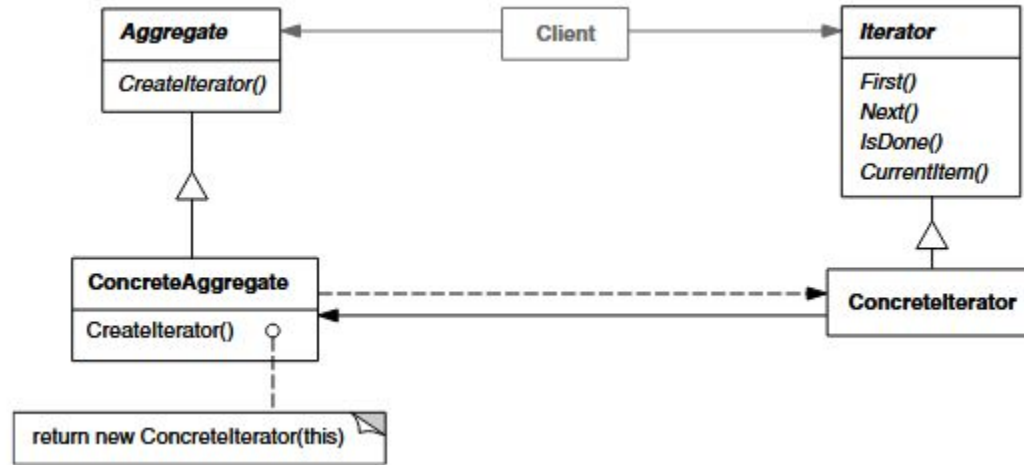 Aggregate
CreateIterator()
Client
Iterator
First()
Next()
IsDone()
CurrentItem()
ConcreteAggregate
CreateIterator()
ConcreteIterator
return new ConcreteIterator(this)